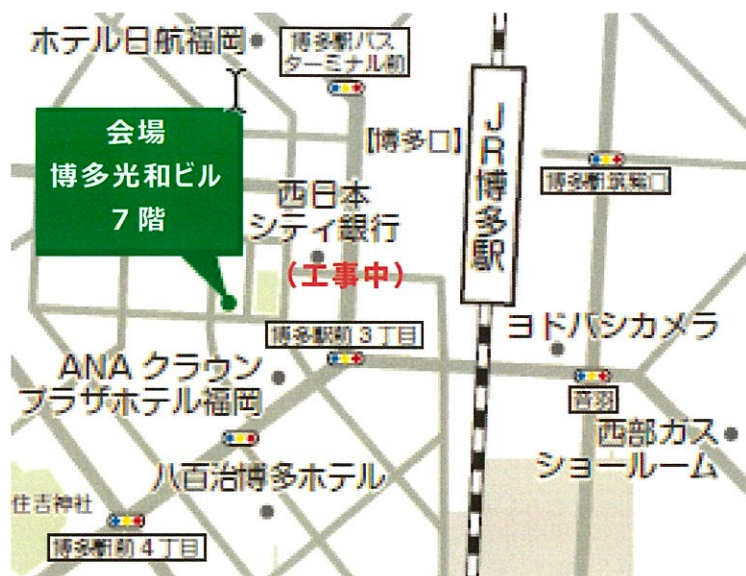 ホテル日航福岡
博多駅バス
ターミナル前
会場
博多光和ビル
7階
[博多口]
JR博多駅
博多駅筑紫口
西日本
シティ銀行
(工事中)
博多駅前3丁目
ヨドバシカメラ
ANAクラウン
プラザホテル福岡
音羽
西部ガス
ショールーム
八百治博多ホテル
住吉神社
博多駅前4丁目